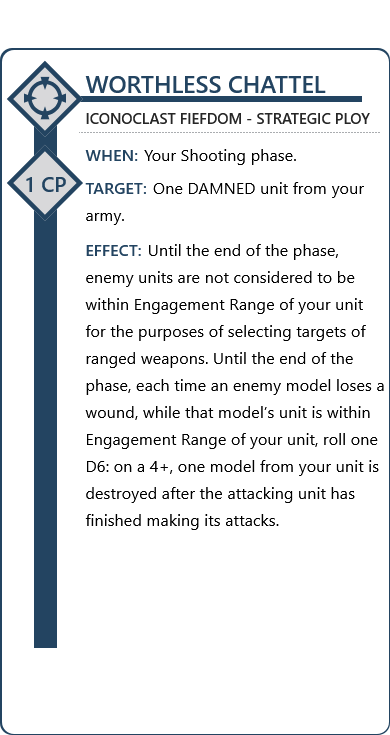 WORTHLESS CHATTEL
ICONOCLAST FIEFDOM - STRATEGIC PLOY
1 CP
WHEN: Your Shooting phase.
TARGET: One DAMNED unit from your
army.
EFFECT: Until the end of the phase,
enemy units are not considered to be
within Engagement Range of your unit
for the purposes of selecting targets of
ranged weapons. Until the end of the
phase, each time an enemy model loses a
wound, while that model’s unit is within
Engagement Range of your unit, roll one
D6: on a 4+, one model from your unit is
destroyed after the attacking unit has
finished making its attacks.